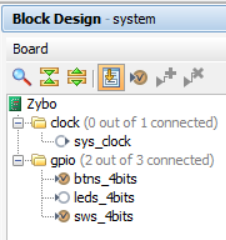 Block Design - system
Board
Zybo
clock (0 out of 1 connected)
sys_clock
gpio (2 out of 3 connected)
btns_4bits
leds_4bits
sws_4bits